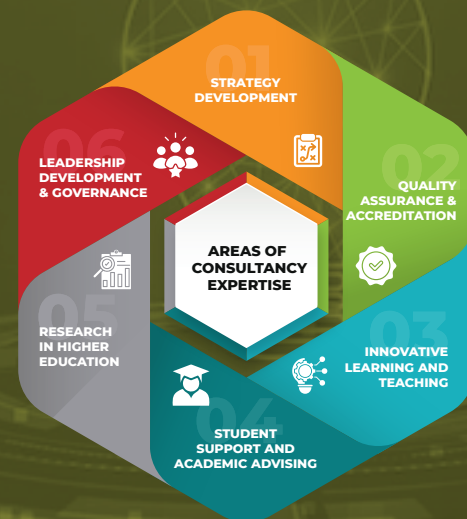 AREAS OF
CONSULTANCY
EXPERTISE
01
STRATEGY
DEVELOPMENT
02
QUALITY
ASSURANCE &
ACCREDITATION
03
INNOVATIVE
LEARNING AND
TEACHING
04
STUDENT
SUPPORT AND
ACADEMIC ADVISING
05
RESEARCH
IN HIGHER
EDUCATION
06
LEADERSHIP
DEVELOPMENT
& GOVERNANCE